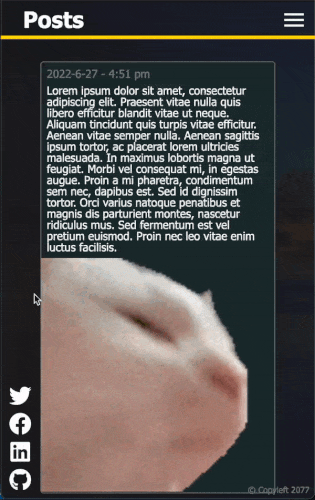 Posts
2022-6-27 - 4:51 pm
Lorem ipsum dolor sit amet, consectetur
adipiscing elit. Praesent vitae nulla quis
libero efficitur blandit vitae ut neque.
Aliquam tincidunt quis turpis vitae efficitur.
Aenean vitae semper nulla. Aenean sagittis
ipsum tortor, ac placerat lorem ultricies
malesuada. In maximus lobortis magna ut
feugiat. Morbi vel consequat mi, in egestas
augue. Proin a mi pharetra, condimentum
sem nec, dapibus est. Sed id dignissim
tortor. Orci varius natoque penatibus et
magnis dis parturient montes, nascetur
ridiculus mus. Sed fermentum est vel
pretium euismod. Proin nec leo vitae enim
luctus facilisis.
© Copyleft 2077